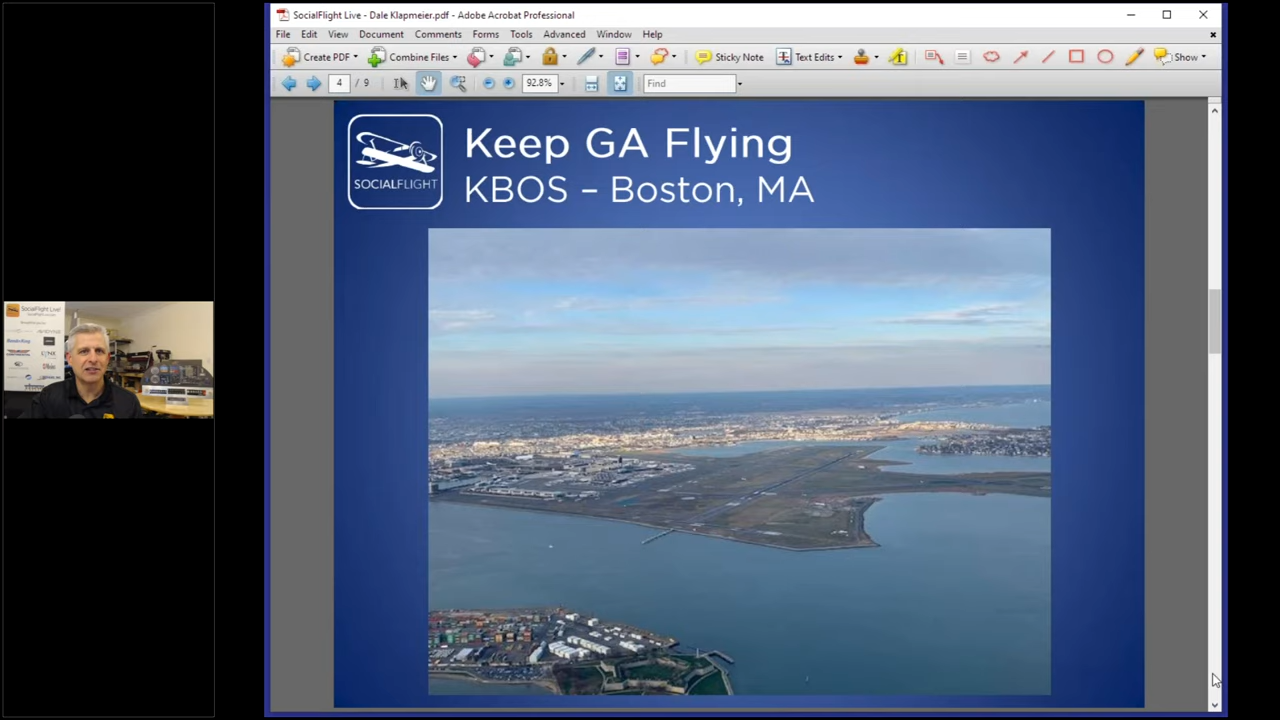 SocialFlight Live - Dale Klapmeier.pdf - Adobe Acrobat Professional
File Edit View Document Comments Forms Tools Advanced Window Help
Create PDF Combine Files Sticky Note Text Edits Show
4 / 9 92.8% Find
SOCIALFLIGHT
Keep GA Flying
KBOS – Boston, MA
SocialFlight Live!